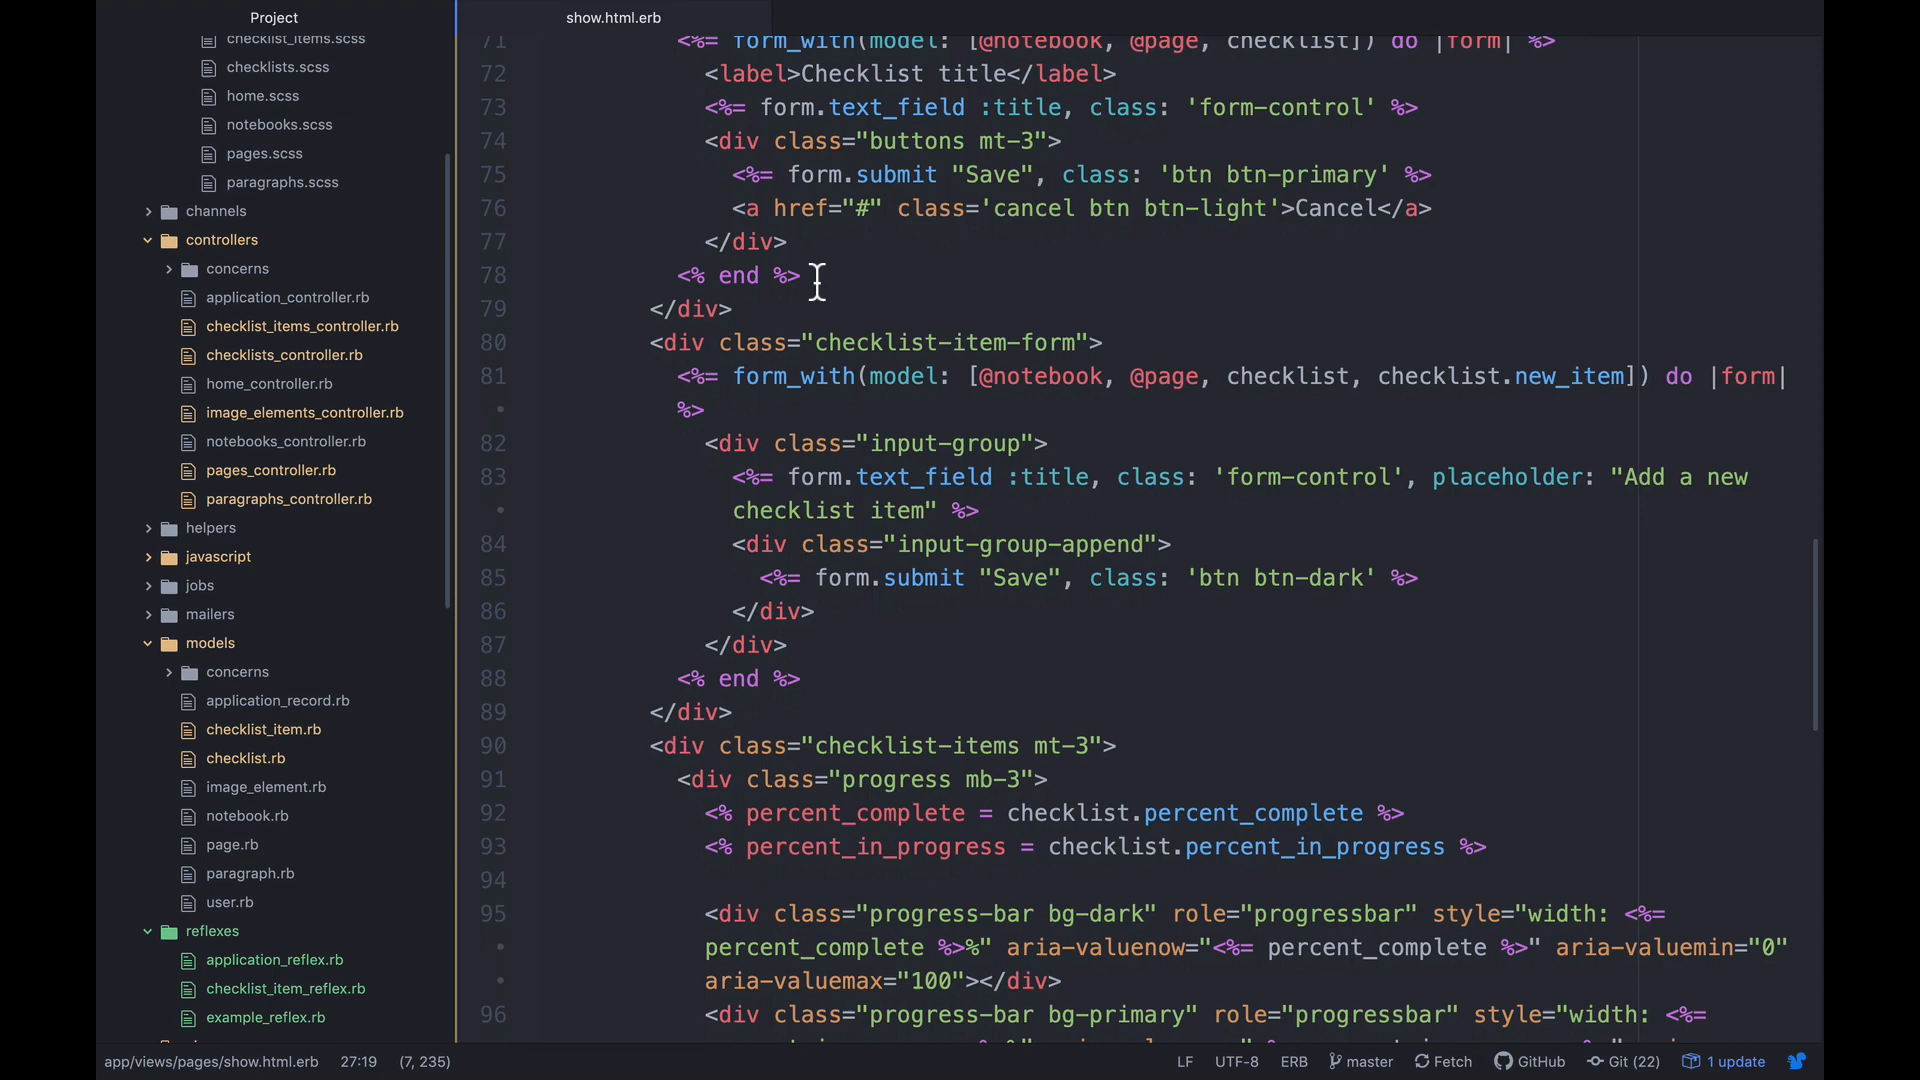 Project
show.html.erb
checklist_items.scss
checklists.scss
home.scss
notebooks.scss
pages.scss
paragraphs.scss
channels
controllers
concerns
application_controller.rb
checklist_items_controller.rb
checklists_controller.rb
home_controller.rb
image_elements_controller.rb
notebooks_controller.rb
pages_controller.rb
paragraphs_controller.rb
helpers
javascript
jobs
mailers
models
concerns
application_record.rb
checklist_item.rb
checklist.rb
image_element.rb
notebook.rb
page.rb
paragraph.rb
user.rb
reflexes
application_reflex.rb
checklist_item_reflex.rb
example_reflex.rb
71 <%= form_with(model: [@notebook, @page, checklist]) do |form| %>
72 <label>Checklist title</label>
73 <%= form.text_field :title, class: 'form-control' %>
74 <div class="buttons mt-3">
75 <%= form.submit "Save", class: 'btn btn-primary' %>
76 <a href="#" class='cancel btn btn-light'>Cancel</a>
77 </div>
78 <% end %>
79 </div>
80 <div class="checklist-item-form">
81 <%= form_with(model: [@notebook, @page, checklist, checklist.new_item]) do |form|
• %>
82 <div class="input-group">
83 <%= form.text_field :title, class: 'form-control', placeholder: "Add a new
• checklist item" %>
84 <div class="input-group-append">
85 <%= form.submit "Save", class: 'btn btn-dark' %>
86 </div>
87 </div>
88 <% end %>
89 </div>
90 <div class="checklist-items mt-3">
91 <div class="progress mb-3">
92 <% percent_complete = checklist.percent_complete %>
93 <% percent_in_progress = checklist.percent_in_progress %>
94
95 <div class="progress-bar bg-dark" role="progressbar" style="width: <%=
• percent_complete %>%" aria-valuenow="<%= percent_complete %>" aria-valuemin="0"
• aria-valuemax="100"></div>
96 <div class="progress-bar bg-primary" role="progressbar" style="width: <%=
app/views/pages/show.html.erb 27:19 (7, 235) LF UTF-8 ERB master Fetch GitHub Git (22) 1 update